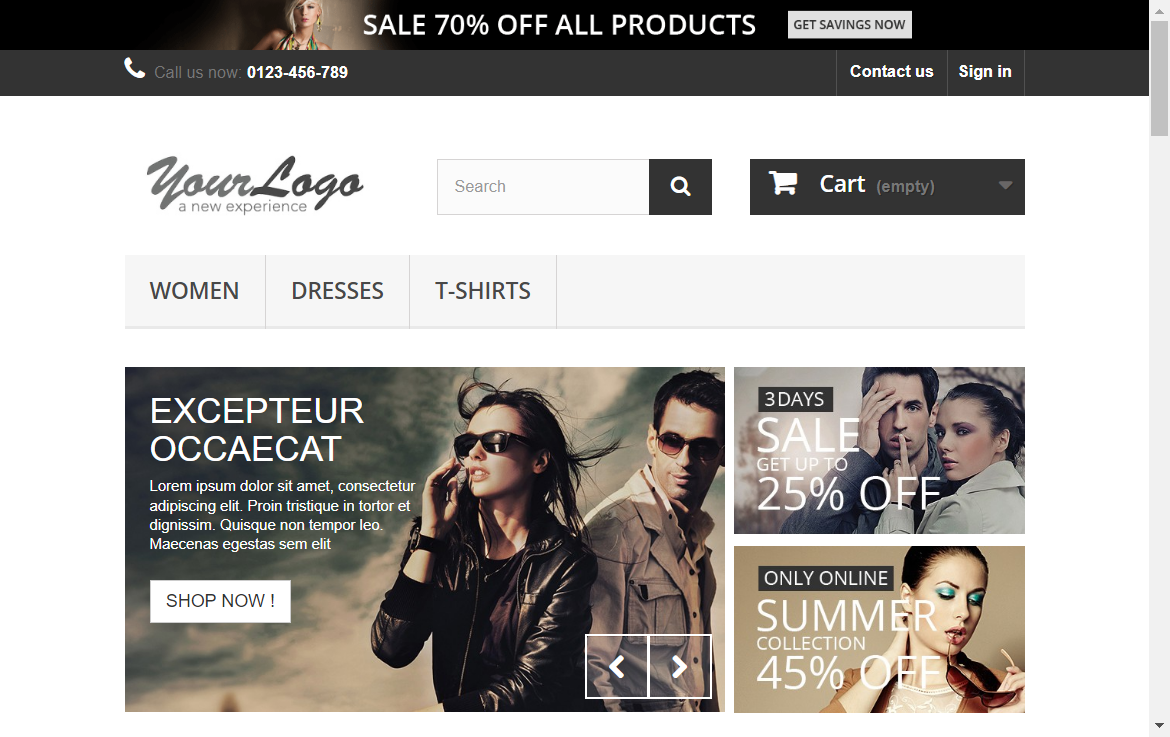 SALE 70% OFF ALL PRODUCTS
GET SAVINGS NOW
Call us now: 0123-456-789
Contact us
Sign in
YourLogo
a new experience
Search
Cart (empty)
WOMEN
DRESSES
T-SHIRTS
EXCEPTEUR
OCCAECAT
Lorem ipsum dolor sit amet, consectetur
adipiscing elit. Proin tristique in tortor et
dignissim. Quisque non tempor leo.
Maecenas egestas sem elit
SHOP NOW !
3 DAYS
SALE
GET UP TO
25% OFF
ONLY ONLINE
SUMMER
COLLECTION
45% OFF